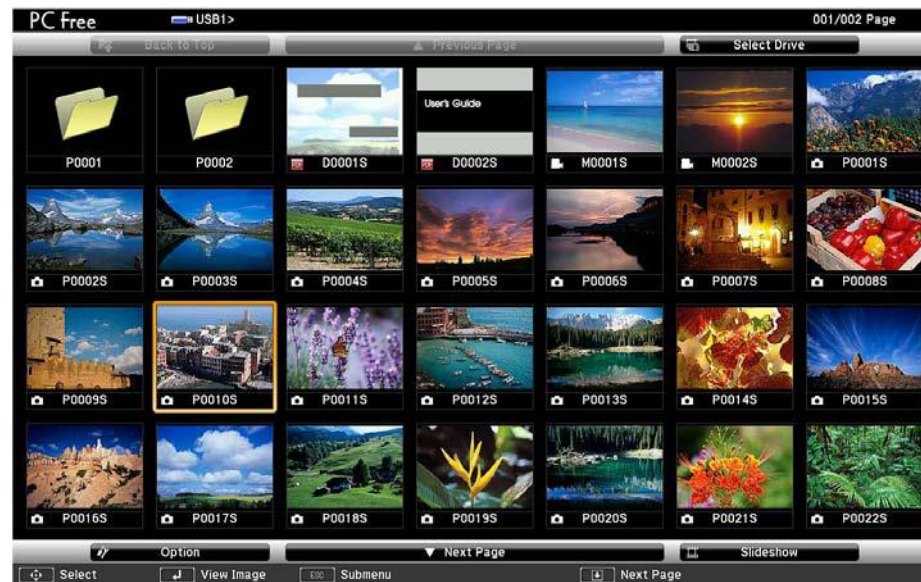 PC Free USB1> 001/002 Page
Back to Top Previous Page Select Drive
User's Guide
P0001 P0002 D0001S D0002S M0001S M0002S P0001S
P0002S P0003S P0004S P0005S P0006S P0007S P0008S
P0009S P0010S P0011S P0012S P0013S P0014S P0015S
P0016S P0017S P0018S P0019S P0020S P0021S P0022S
Option Next Page Slideshow
Select View Image Esc Submenu Next Page